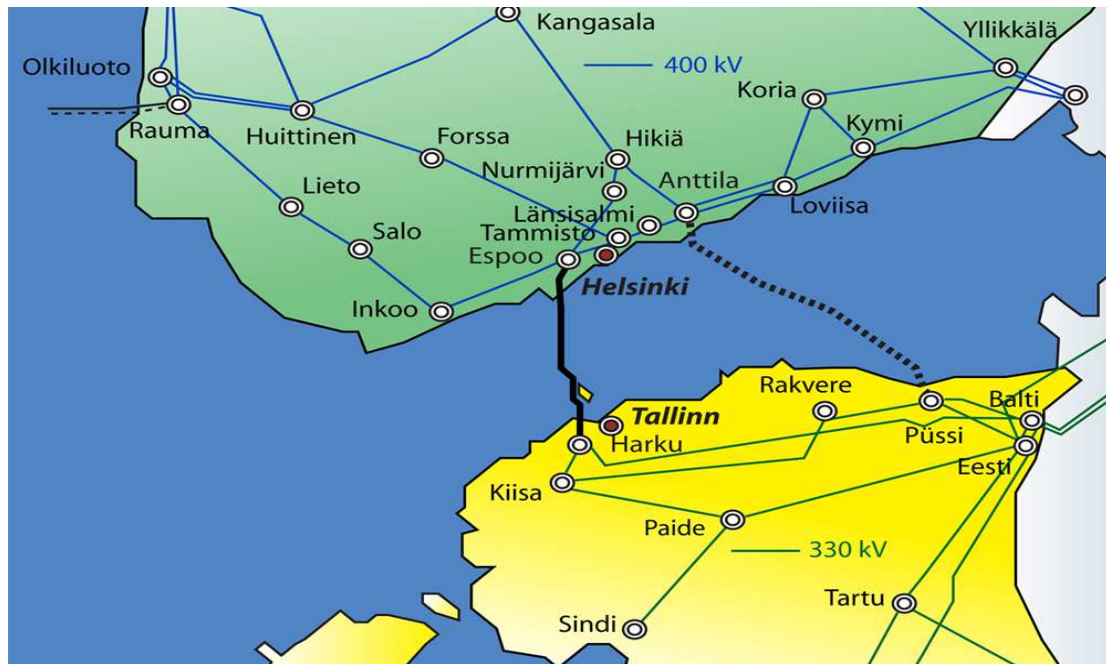 Kangasala
Yllikkälä
Olkiluoto
400 kV
Koria
Rauma
Huittinen
Forssa
Hikiä
Kymi
Nurmijärvi
Anttila
Lieto
Länsisalmi
Loviisa
Salo
Tammisto
Espoo
Helsinki
Inkoo
Rakvere
Balti
Tallinn
Püssi
Harku
Eesti
Kiisa
Paide
330 kV
Tartu
Sindi